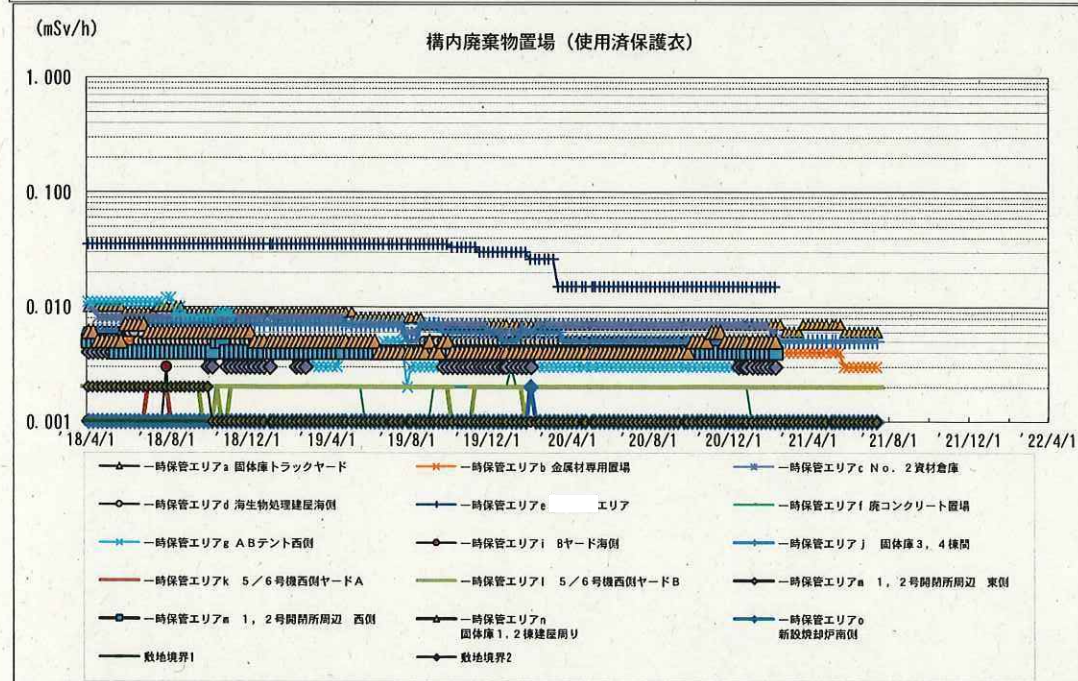 (mSv/h)
構内廃棄物置場（使用済保護衣）
1.000
0.100
0.010
0.001
'18/4/1 '18/8/1 '18/12/1 '19/4/1 '19/8/1 '19/12/1 '20/4/1 '20/8/1 '20/12/1 '21/4/1 '21/8/1 '21/12/1 '22/4/1
一時保管エリアa 固体庫トラックヤード 一時保管エリアb 金属材専用置場 一時保管エリアc No．2資材倉庫
一時保管エリアd 海生物処理建屋海側 一時保管エリアe エリア 一時保管エリアf 廃コンクリート置場
一時保管エリアg ABテント西側 一時保管エリアi Bヤード海側 一時保管エリアj 固体庫3，4棟間
一時保管エリアk 5／6号機西側ヤードA 一時保管エリアl 5／6号機西側ヤードB 一時保管エリアm 1，2号開閉所周辺 東側
一時保管エリアm 1，2号開閉所周辺 西側 一時保管エリアn 一時保管エリアo
固体庫1,2棟建屋周り 新設焼却炉南側
敷地境界1 敷地境界2